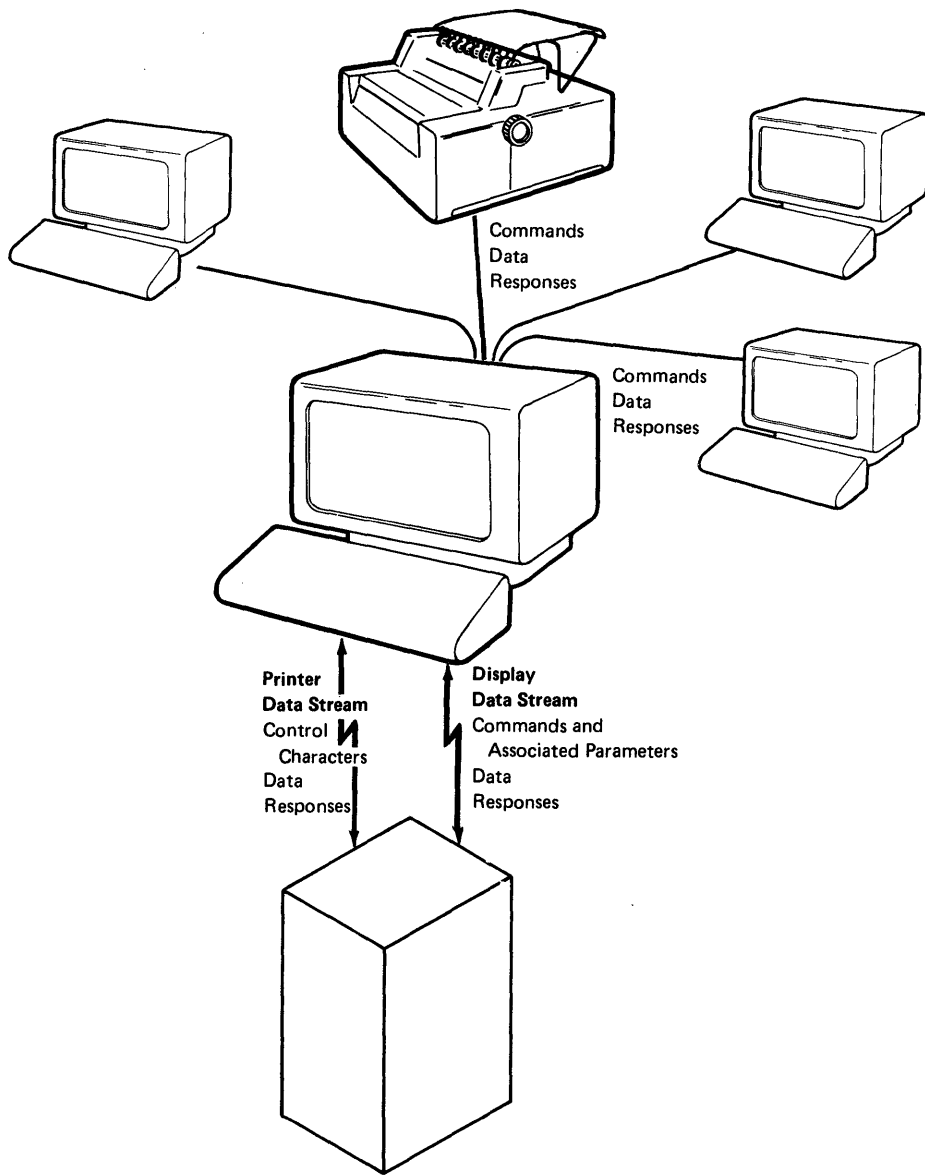 Commands
Data
Responses
Commands
Data
Responses
Printer
Data Stream
Control
Characters
Data
Responses
Display
Data Stream
Commands and
Associated Parameters
Data
Responses